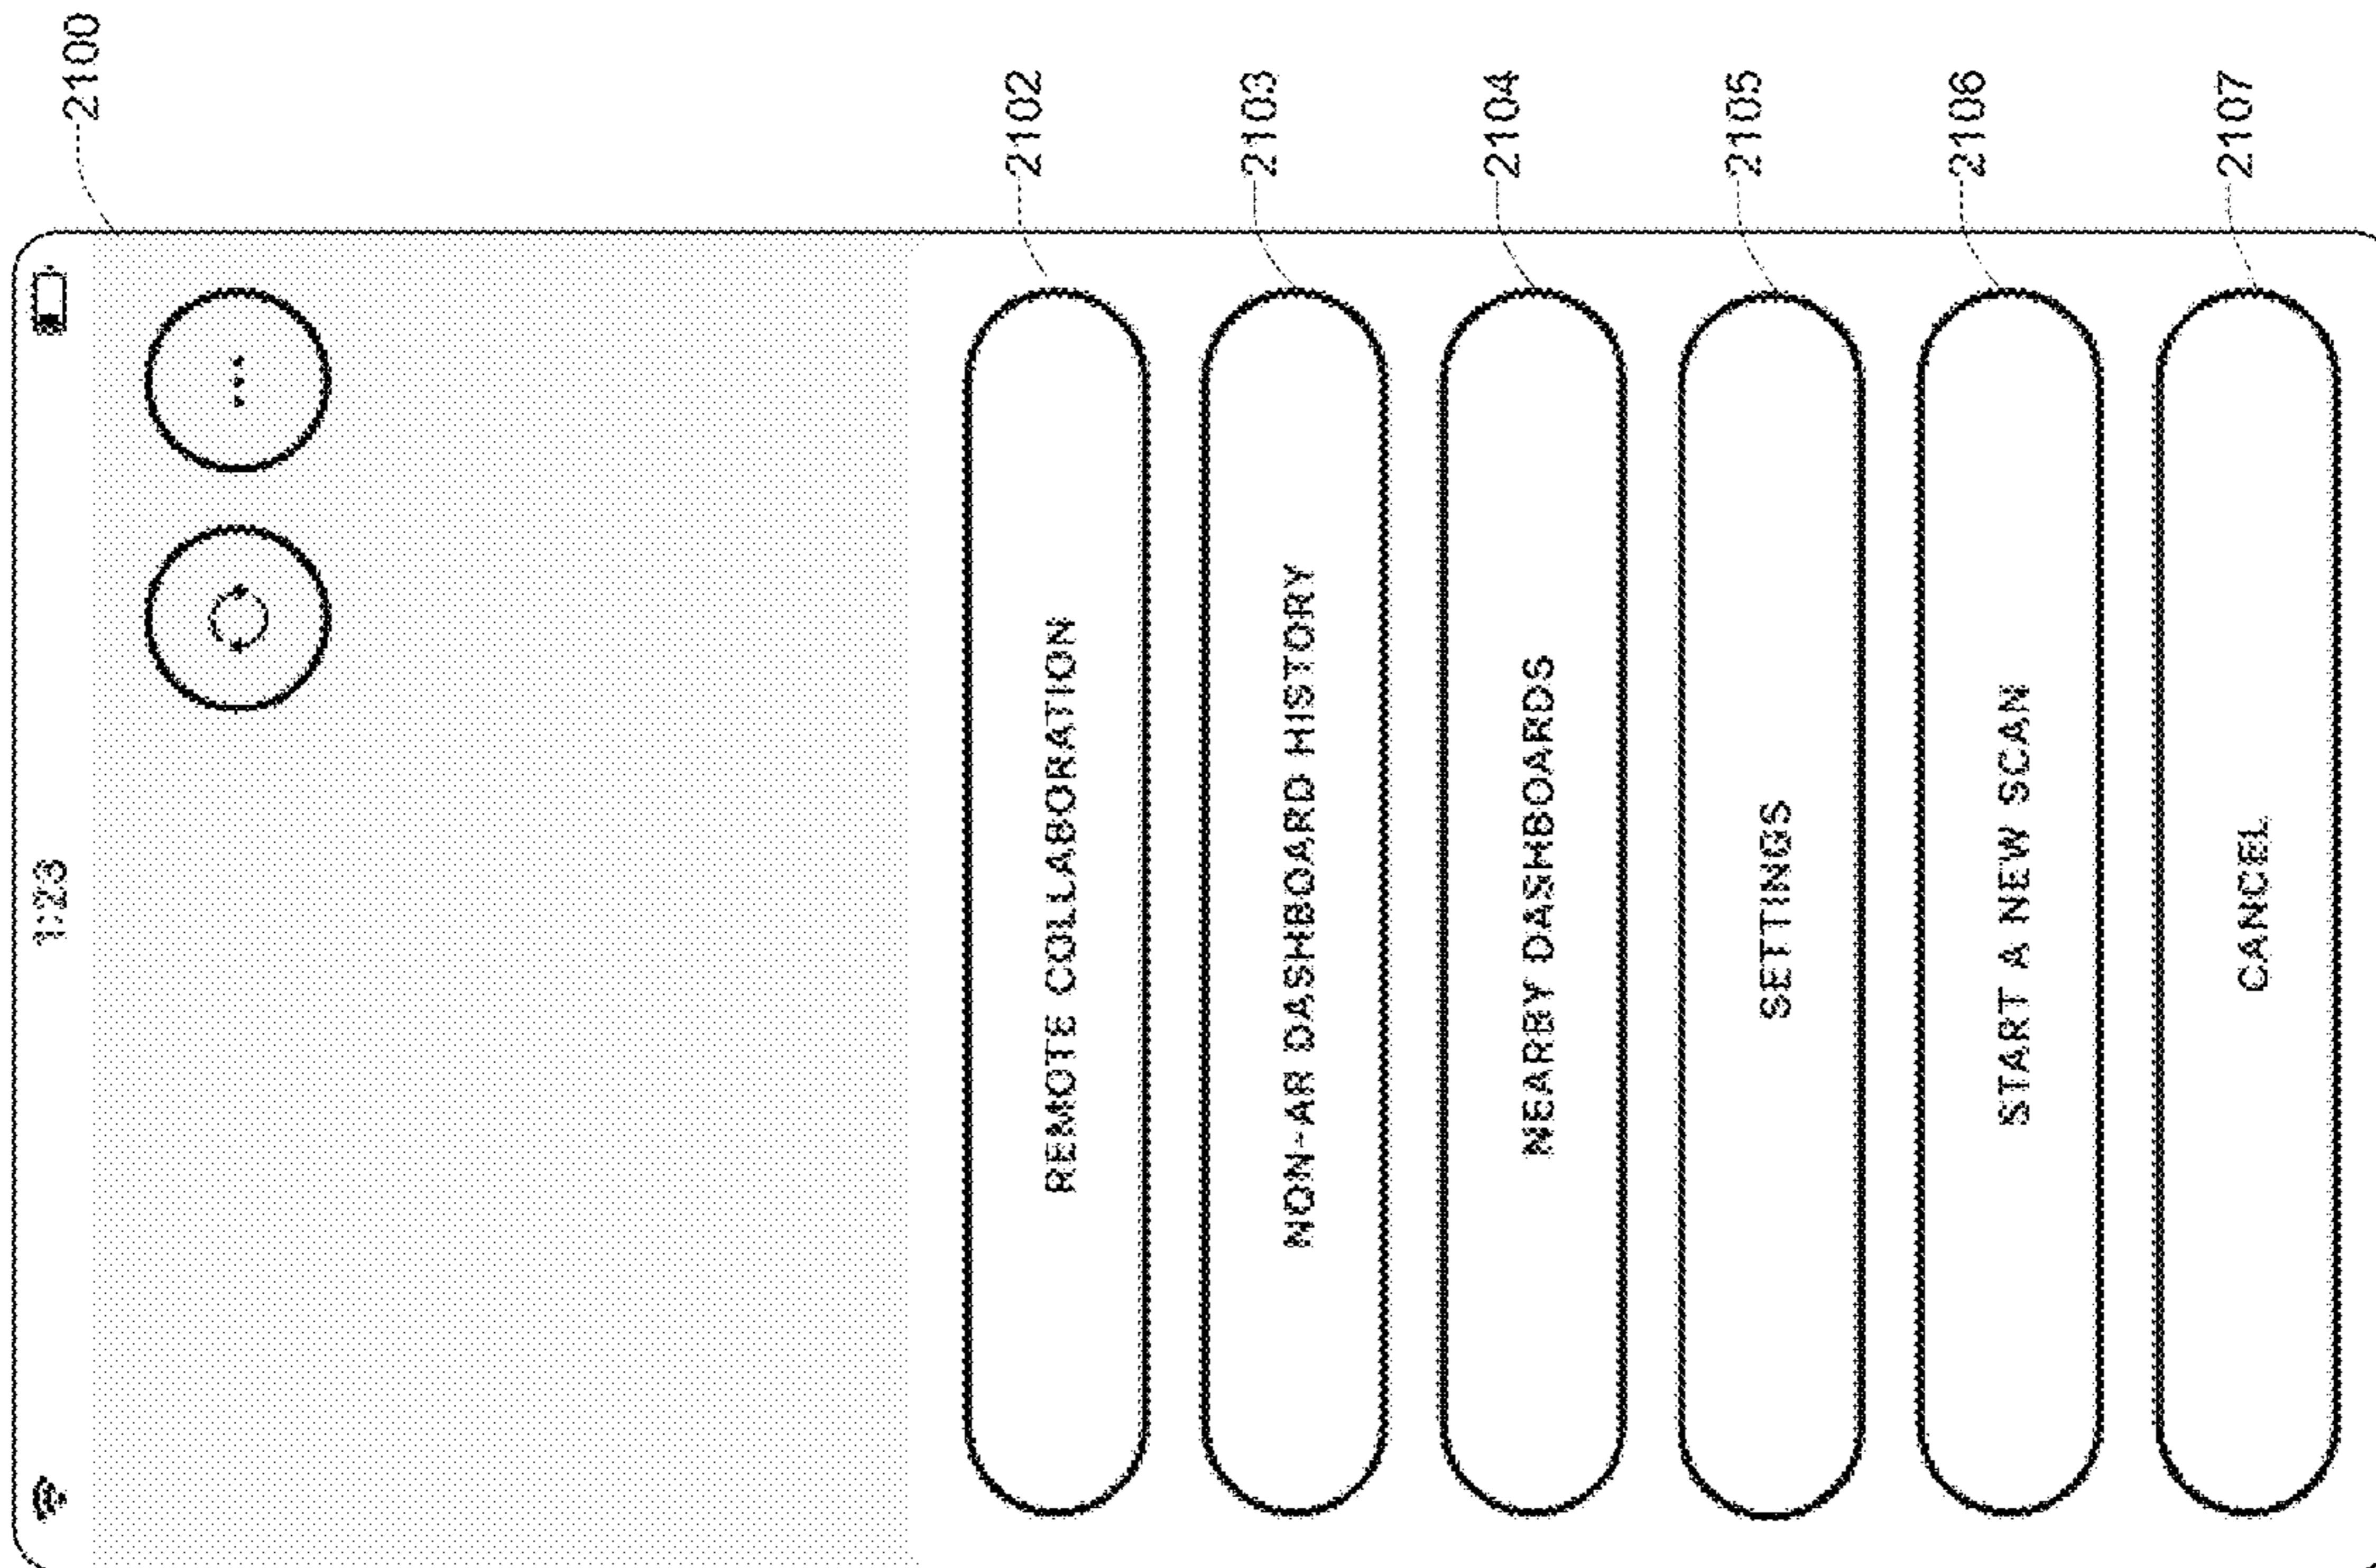 2100
1:23
...
REMOTE COLLABORATION
2102
NON-AR DASHBOARD HISTORY
2103
NEARBY DASHBOARDS
2104
SETTINGS
2105
START A NEW SCAN
2106
CANCEL
2107